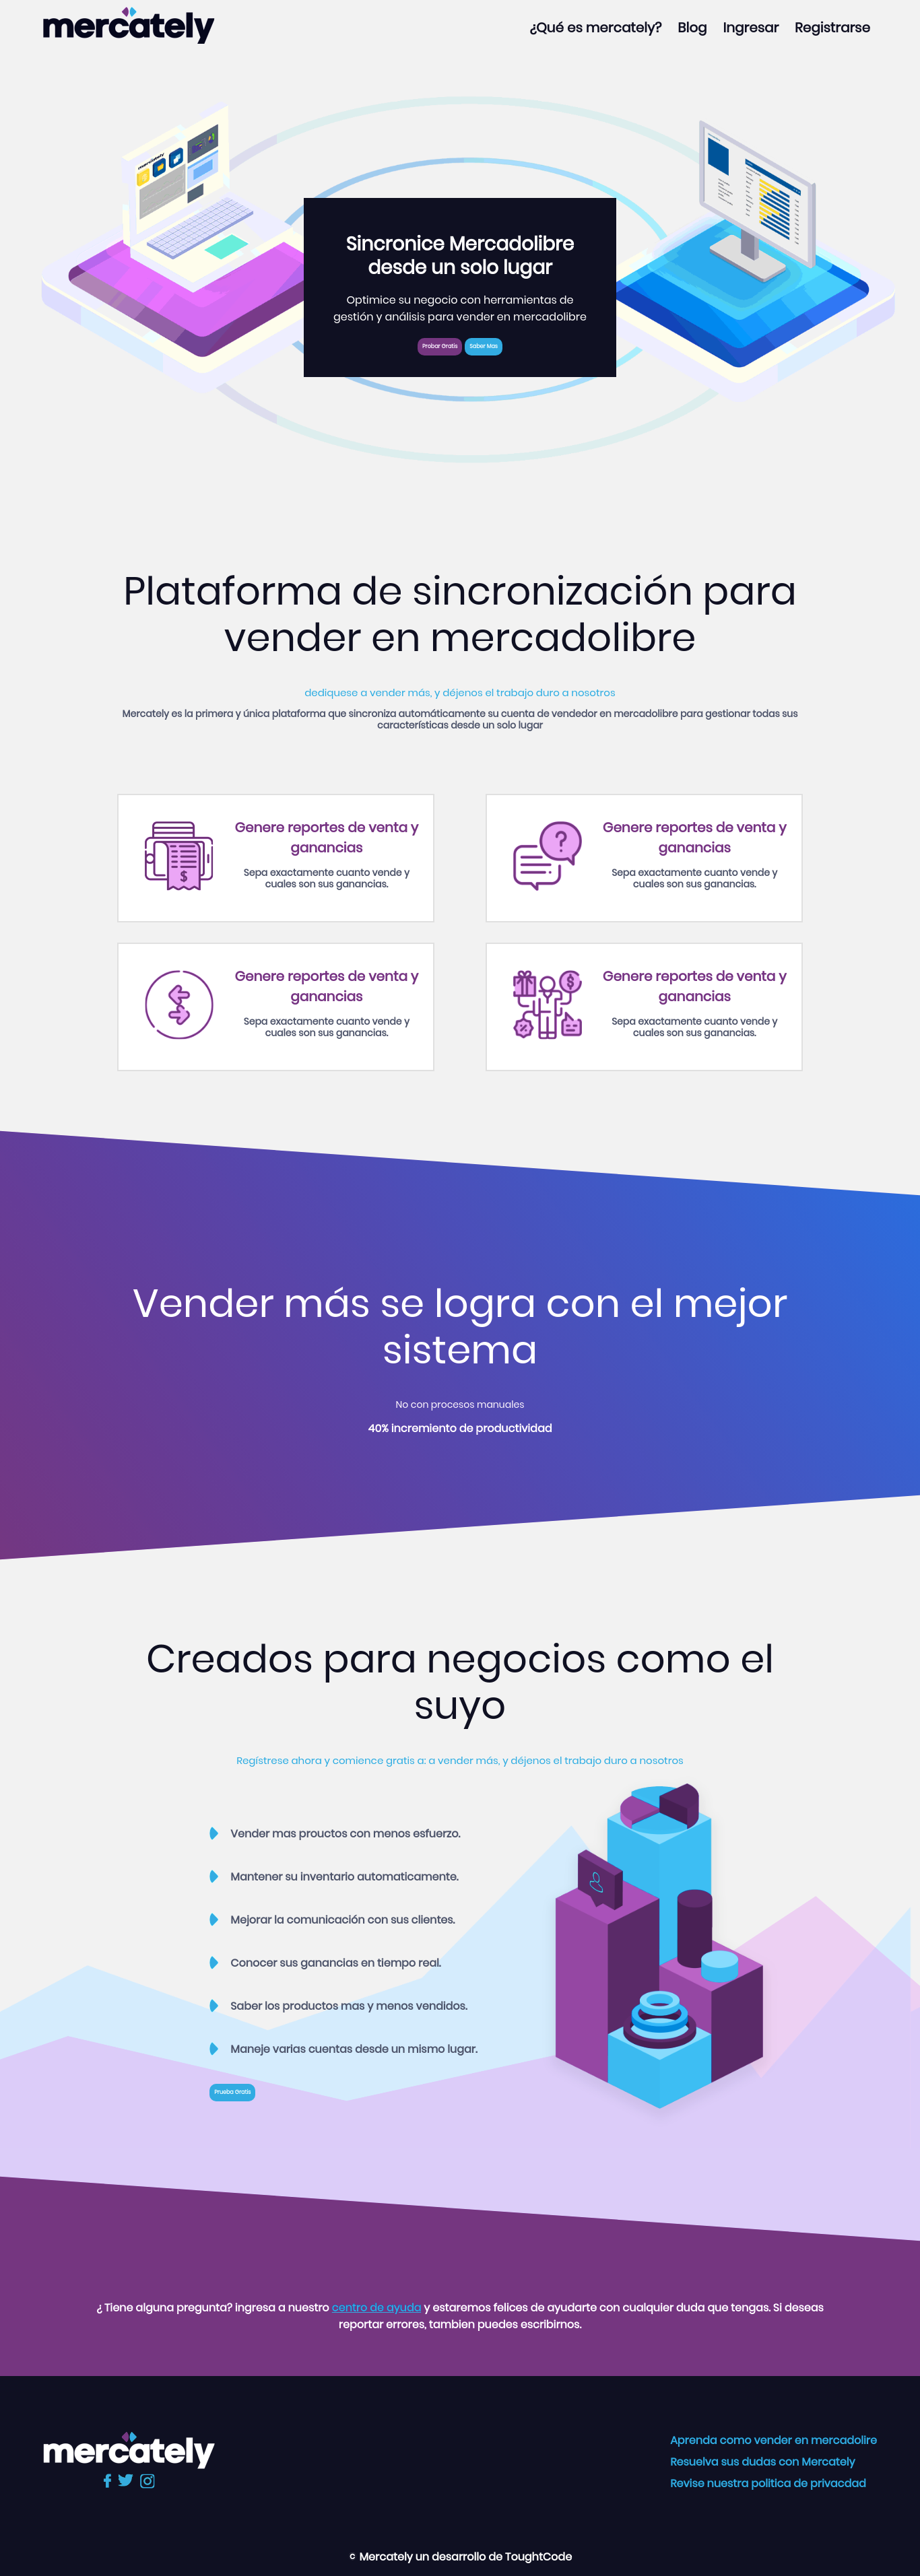 mercately
¿Qué es mercately? Blog Ingresar Registrarse
mercately
Sincronice Mercadolibre
desde un solo lugar
Optimice su negocio con herramientas de
gestión y análisis para vender en mercadolibre
Probar Gratis Saber Mas
Plataforma de sincronización para
vender en mercadolibre
dediquese a vender más, y déjenos el trabajo duro a nosotros
Mercately es la primera y única plataforma que sincroniza automáticamente su cuenta de vendedor en mercadolibre para gestionar todas sus
características desde un solo lugar
Genere reportes de venta y
ganancias
Sepa exactamente cuanto vende y
cuales son sus ganancias.
Genere reportes de venta y
ganancias
Sepa exactamente cuanto vende y
cuales son sus ganancias.
Genere reportes de venta y
ganancias
Sepa exactamente cuanto vende y
cuales son sus ganancias.
Genere reportes de venta y
ganancias
Sepa exactamente cuanto vende y
cuales son sus ganancias.
Vender más se logra con el mejor
sistema
No con procesos manuales
40% incremiento de productividad
Creados para negocios como el
suyo
Regístrese ahora y comience gratis a: a vender más, y déjenos el trabajo duro a nosotros
Vender mas prouctos con menos esfuerzo.
Mantener su inventario automaticamente.
Mejorar la comunicación con sus clientes.
Conocer sus ganancias en tiempo real.
Saber los productos mas y menos vendidos.
Maneje varias cuentas desde un mismo lugar.
Prueba Gratis
¿ Tiene alguna pregunta? ingresa a nuestro centro de ayuda y estaremos felices de ayudarte con cualquier duda que tengas. Si deseas
reportar errores, tambien puedes escribirnos.
mercately
Aprenda como vender en mercadolire
Resuelva sus dudas con Mercately
Revise nuestra politica de privacdad
© Mercately un desarrollo de ToughtCode